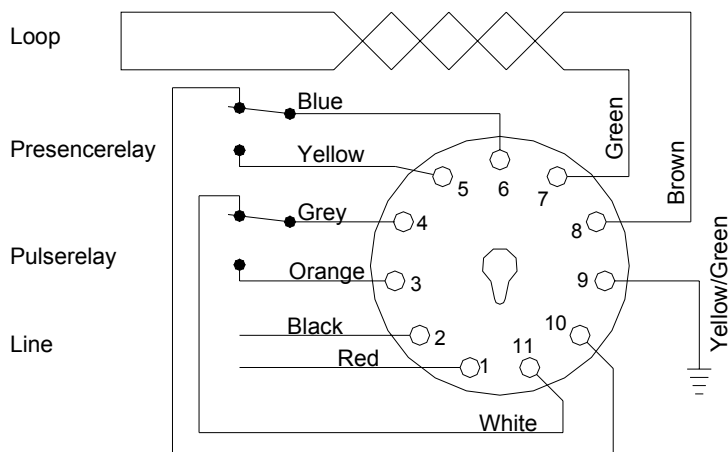 Loop
Blue
Presencerelay
Yellow
Green
Brown
5
6
7
Grey
4
8
Pulserelay
Orange
3
9
Yellow/Green
Line
Black
2
10
Red
1
11
White